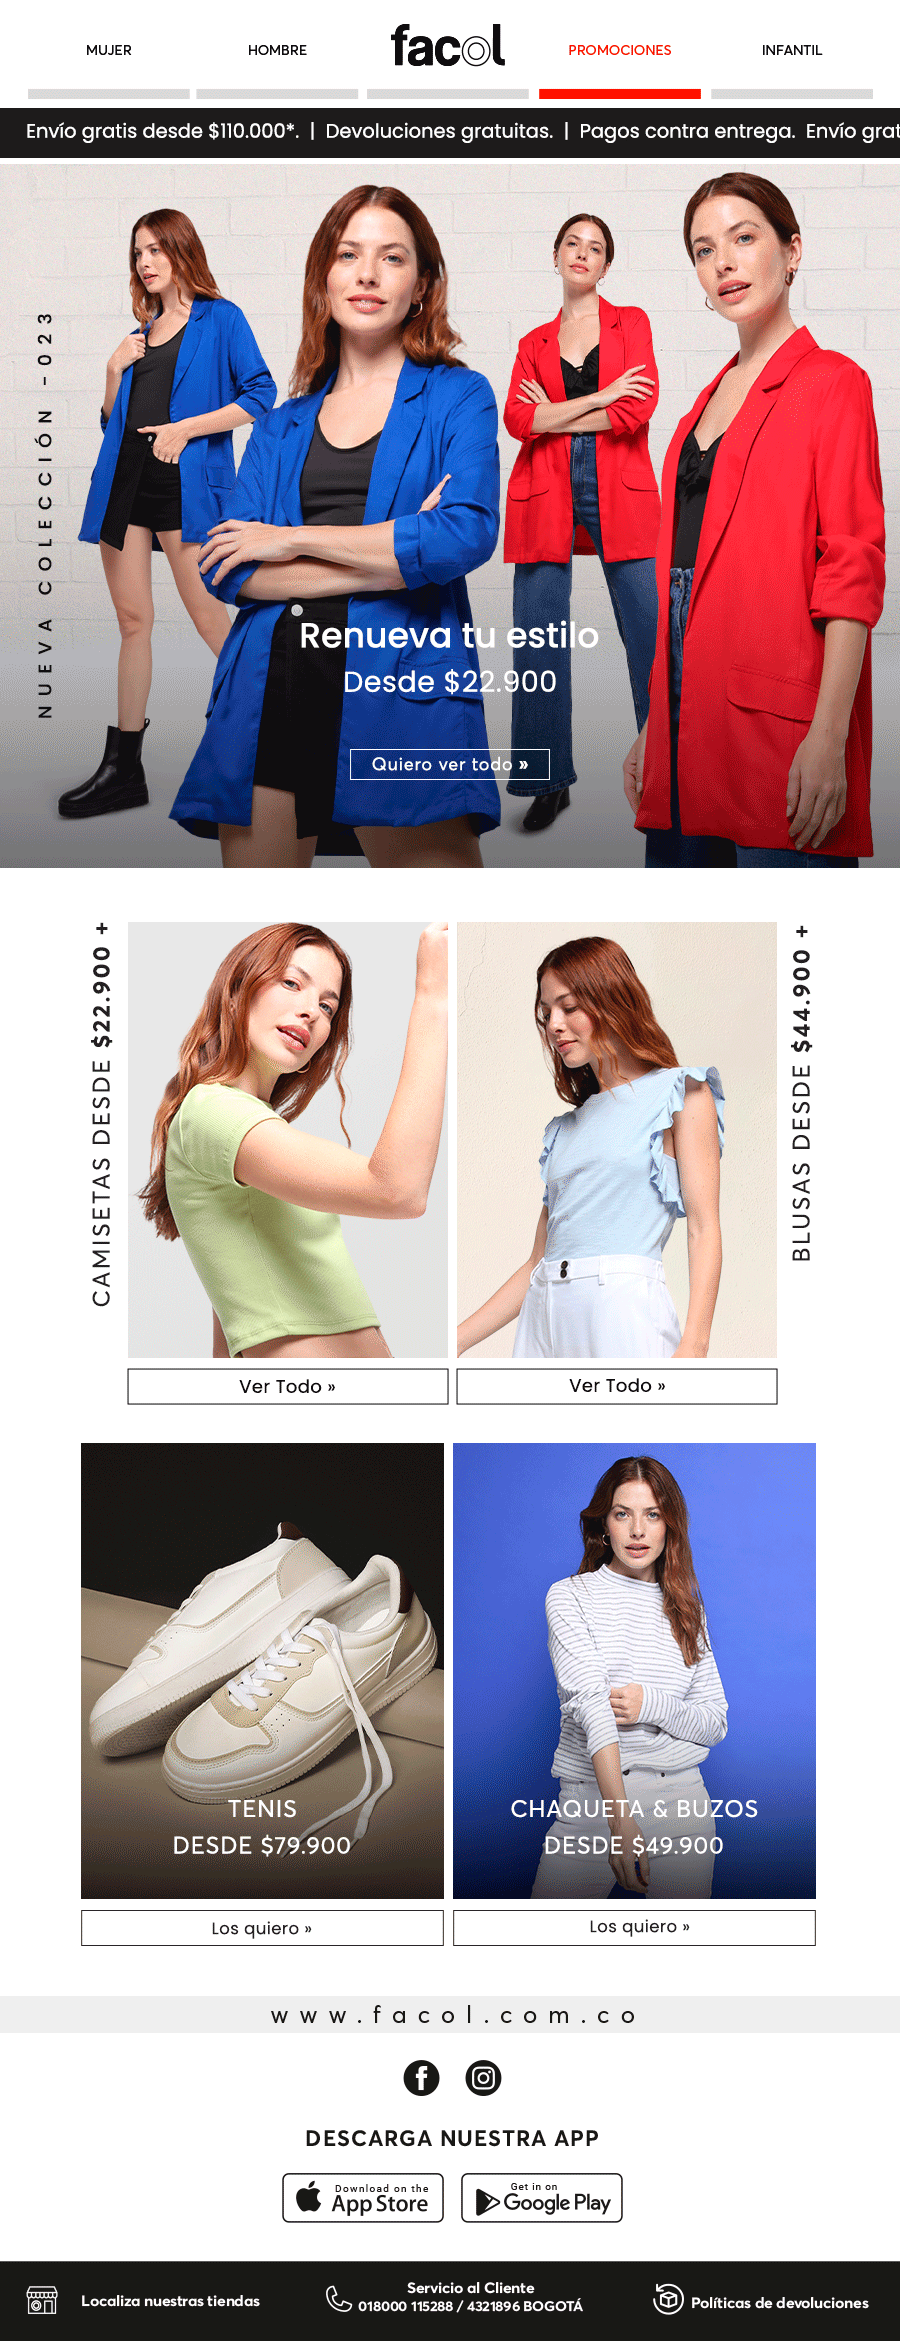 MUJER
HOMBRE
facol
PROMOCIONES
INFANTIL
Envío gratis desde $110.000*. | Devoluciones gratuitas. | Pagos contra entrega. Envío grat
NUEVA COLECCIÓN -023
Renueva tu estilo
Desde $22.900
Quiero ver todo »
CAMISETAS DESDE $22.900 +
BLUSAS DESDE $44.900 +
Ver Todo »
Ver Todo »
TENIS
DESDE $79.900
CHAQUETA & BUZOS
DESDE $49.900
Los quiero »
Los quiero »
www.facol.com.co
DESCARGA NUESTRA APP
Download on the
App Store
Get in on
Google Play
Localiza nuestras tiendas
Servicio al Cliente
018000 115288 / 4321896 BOGOTÁ
Políticas de devoluciones